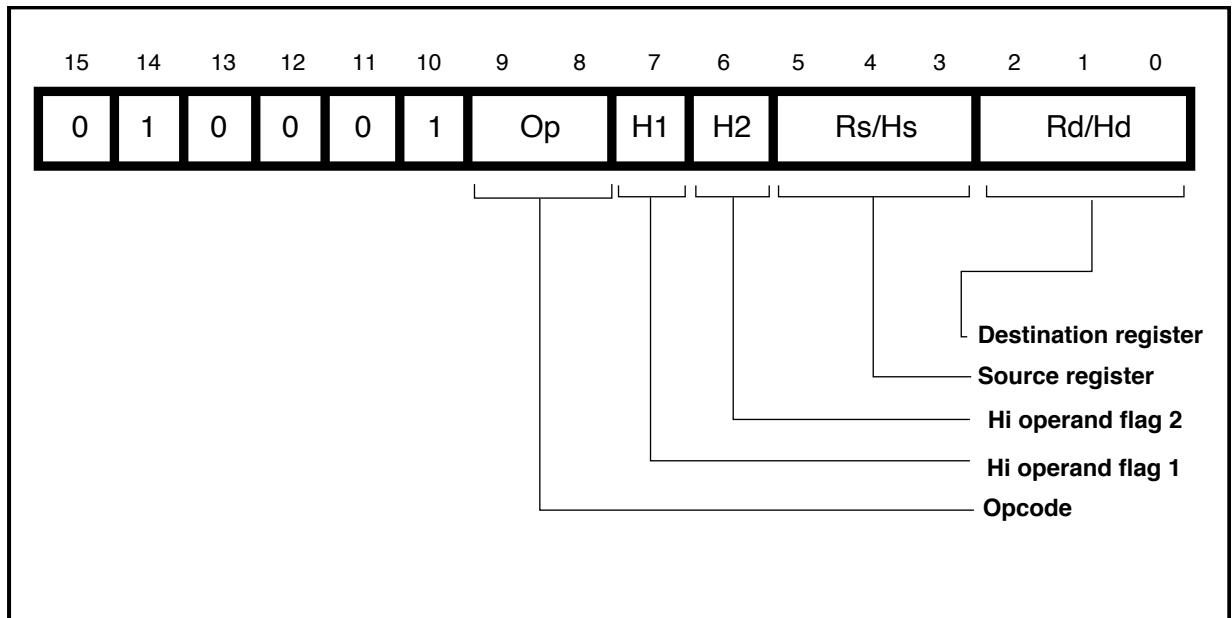 15 14 13 12 11 10 9 8 7 6 5 4 3 2 1 0
0 1 0 0 0 1 Op H1 H2 Rs/Hs Rd/Hd
Destination register
Source register
Hi operand flag 2
Hi operand flag 1
Opcode